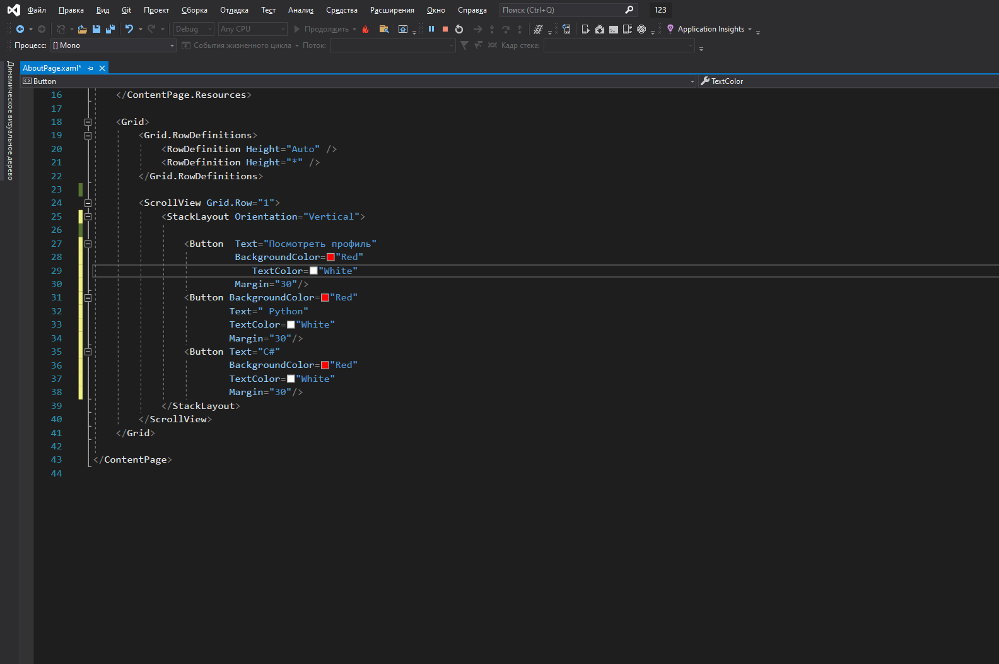 Файл Правка Вид Git Проект Сборка Отладка Тест Анализ Средства Расширения Окно Справка Поиск (Ctrl+Q) 123
Debug Any CPU Продолжить Application Insights
Процесс: [] Mono События жизненного цикла Поток: Кадр стека:
Динамическое визуальное дерево
AboutPage.xaml*
Button TextColor
16 </ContentPage.Resources>
17
18 <Grid>
19 <Grid.RowDefinitions>
20 <RowDefinition Height="Auto" />
21 <RowDefinition Height="*" />
22 </Grid.RowDefinitions>
23
24 <ScrollView Grid.Row="1">
25 <StackLayout Orientation="Vertical">
26
27 <Button  Text="Посмотреть профиль"
28 BackgroundColor="Red"
29 TextColor="White"
30 Margin="30"/>
31 <Button BackgroundColor="Red"
32 Text=" Python"
33 TextColor="White"
34 Margin="30"/>
35 <Button Text="C#"
36 BackgroundColor="Red"
37 TextColor="White"
38 Margin="30"/>
39 </StackLayout>
40 </ScrollView>
41 </Grid>
42
43 </ContentPage>
44